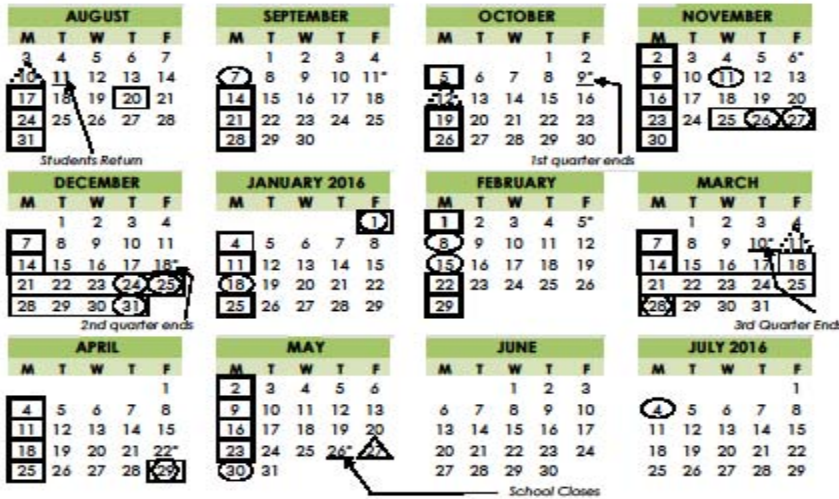 AUGUST
M T W T F
3 4 5 6 7
10 11 12 13 14
17 18 19 20 21
24 25 26 27 28
31
Students Return
SEPTEMBER
M T W T F
1 2 3 4
7 8 9 10 11*
14 15 16 17 18
21 22 23 24 25
28 29 30
OCTOBER
M T W T F
1 2
5 6 7 8 9*
12 13 14 15 16
19 20 21 22 23
26 27 28 29 30
1st quarter ends
NOVEMBER
M T W T F
2 3 4 5 6*
9 10 11 12 13
16 17 18 19 20
23 24 25 26 27
30
DECEMBER
M T W T F
1 2 3 4
7 8 9 10 11
14 15 16 17 18*
21 22 23 24 25
28 29 30 31
2nd quarter ends
JANUARY 2016
M T W T F
1
4 5 6 7 8
11 12 13 14 15
18 19 20 21 22
25 26 27 28 29
FEBRUARY
M T W T F
1 2 3 4 5*
8 9 10 11 12
15 16 17 18 19
22 23 24 25 26
29
MARCH
M T W T F
1 2 3 4
7 8 9 10* 11
14 15 16 17 18
21 22 23 24 25
28 29 30 31
3rd Quarter Ends
APRIL
M T W T F
1
4 5 6 7 8
11 12 13 14 15
18 19 20 21 22*
25 26 27 28 29
MAY
M T W T F
2 3 4 5 6
9 10 11 12 13
16 17 18 19 20
23 24 25 26* 27
30 31
School Closes
JUNE
M T W T F
1 2 3
6 7 8 9 10
13 14 15 16 17
20 21 22 23 24
27 28 29 30
JULY 2016
M T W T F
1
4 5 6 7 8
11 12 13 14 15
18 19 20 21 22
25 26 27 28 29